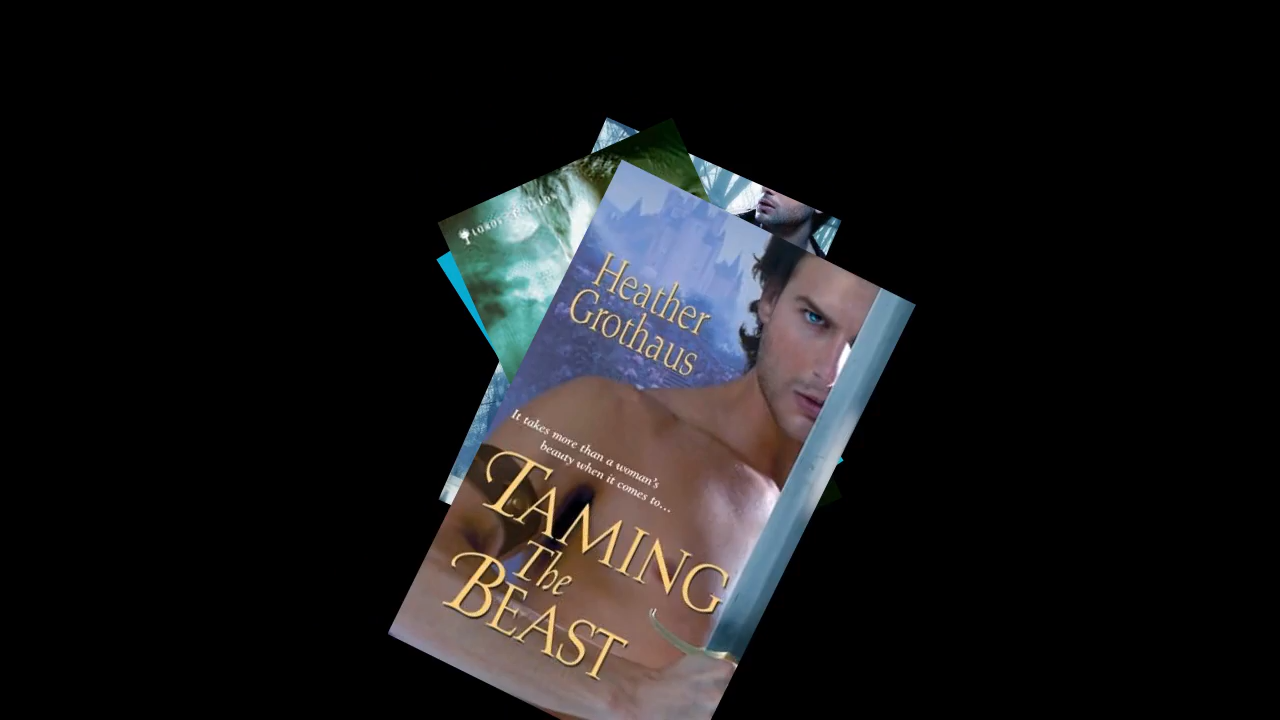 Heather
Grothaus
It takes more than a woman's
beauty when it comes to...
TAMING
The
BEAST